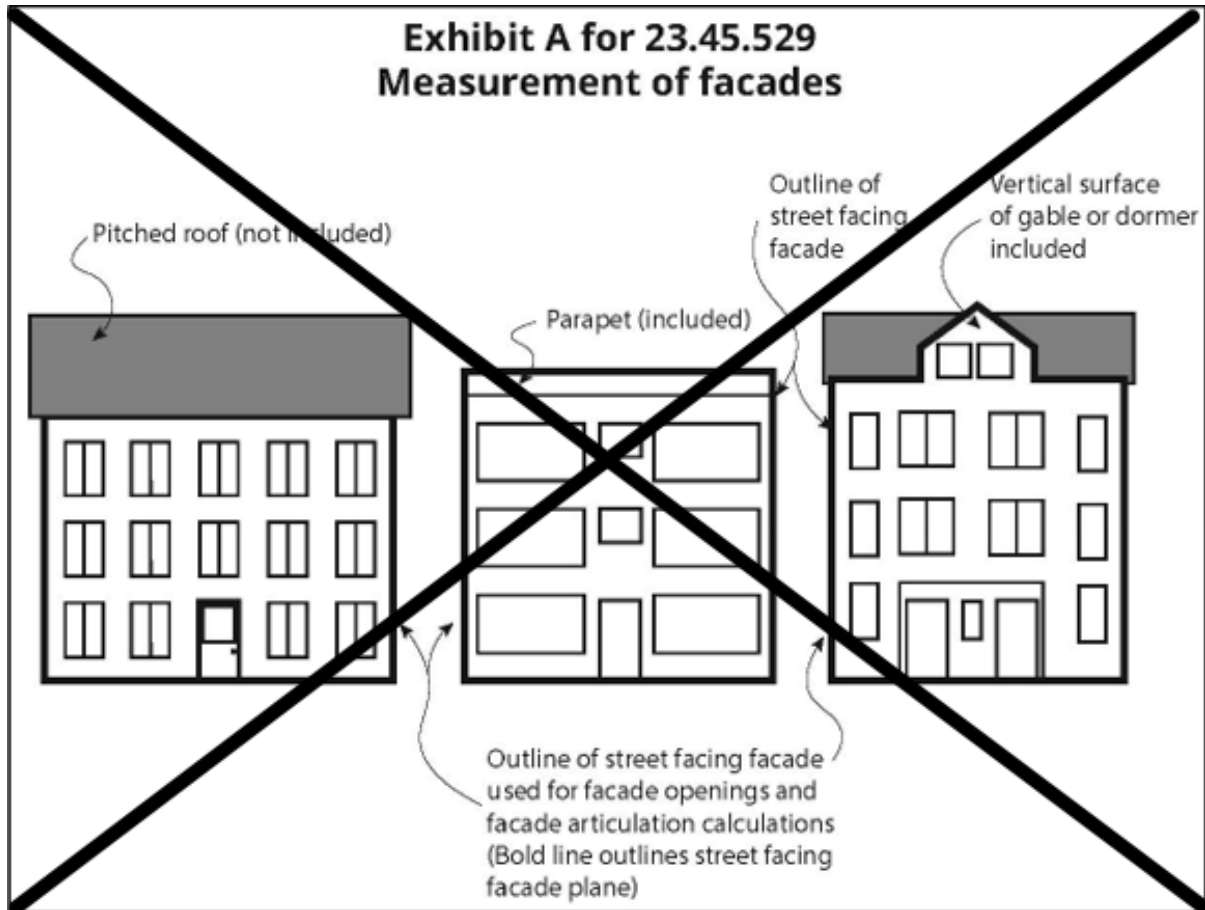 Exhibit A for 23.45.529
Measurement of facades
Pitched roof (not included)
Parapet (included)
Outline of
street facing
facade
Vertical surface
of gable or dormer
included
Outline of street facing facade
used for facade openings and
facade articulation calculations
(Bold line outlines street facing
facade plane)